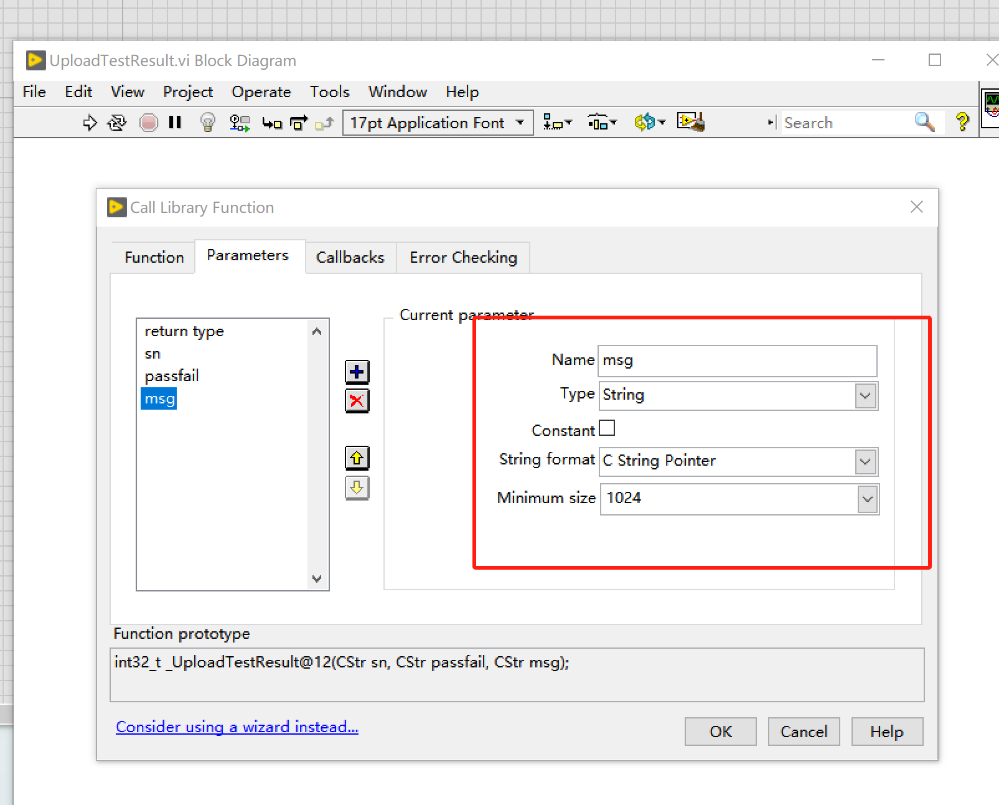 UploadTestResult.vi Block Diagram
File Edit View Project Operate Tools Window Help
17pt Application Font
Search
Call Library Function
Function Parameters Callbacks Error Checking
return type
sn
passfail
msg
Current parameter
Name msg
Type String
Constant
String format C String Pointer
Minimum size 1024
Function prototype
int32_t _UploadTestResult@12(CStr sn, CStr passfail, CStr msg);
Consider using a wizard instead...
OK Cancel Help